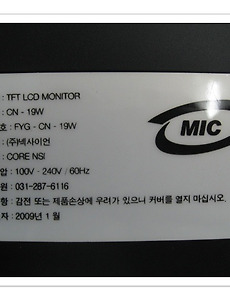 : TFT LCD MONITOR
: CN - 19W
호 : FYG - CN - 19W
: (주)넥사이언
: CORE NSI
압 : 100V - 240V / 60Hz
원 : 031-287-6116
항 : 감전 또는 제품손상에 우려가 있으니 커버를 열지 마십시오.
자 : 2009년 1 월
MIC